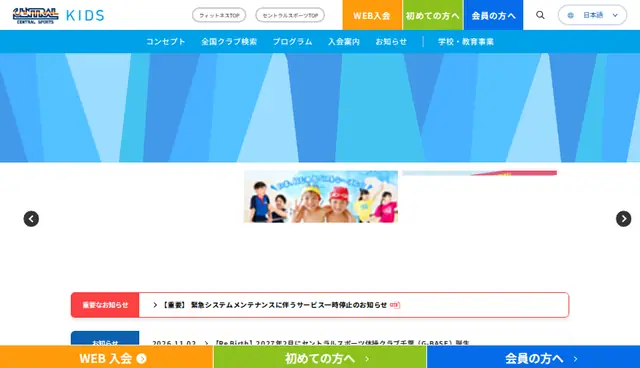 CENTRAL
CENTRAL SPORTS
KIDS
フィットネスTOP
セントラルスポーツTOP
WEB入会
初めての方へ
会員の方へ
日本語
コンセプト
全国クラブ検索
プログラム
入会案内
お知らせ
学校・教育事業
重要なお知らせ
【重要】 緊急システムメンテナンスに伴うサービス一時停止のお知らせ
お知らせ
【Re.Birth】2027年2月にセントラルスポーツ体操クラブ千葉（G-BASE）誕生
WEB 入会
初めての方へ
会員の方へ